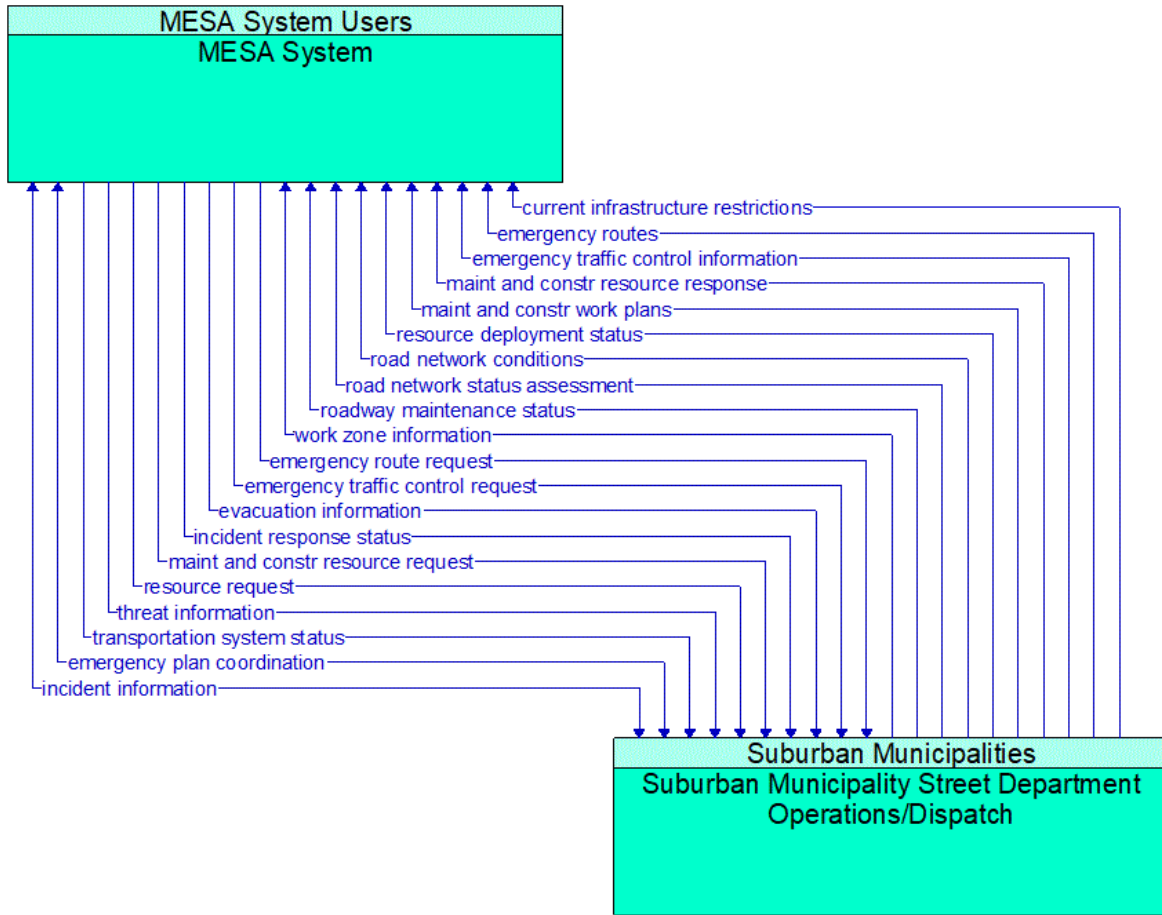 MESA System Users
MESA System
current infrastructure restrictions
emergency routes
emergency traffic control information
maint and constr resource response
maint and constr work plans
resource deployment status
road network conditions
road network status assessment
roadway maintenance status
work zone information
emergency route request
emergency traffic control request
evacuation information
incident response status
maint and constr resource request
resource request
threat information
transportation system status
emergency plan coordination
incident information
Suburban Municipalities
Suburban Municipality Street Department
Operations/Dispatch